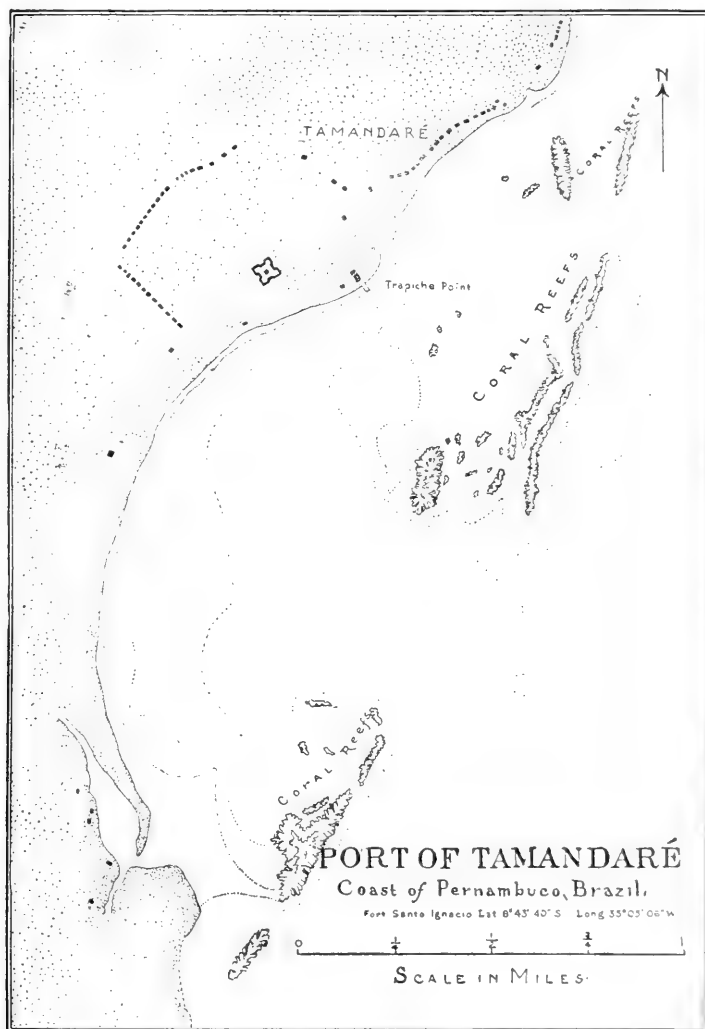 N
TAMANDARÉ
CORAL REEFS
Trapiche Point
CORAL REEFS
CORAL Reefs
PORT OF TAMANDARÉ
Coast of Pernambuco, Brazil.
Fort Santo Ignacio Lat 8°43'40" S Long 35°05'06" W
0 1/4 1/2 3/4 1
SCALE IN MILES.